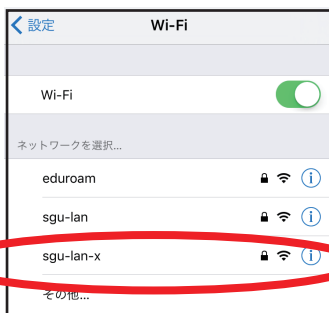 設定 Wi-Fi
Wi-Fi
ネットワークを選択...
eduroam
sgu-lan
sgu-lan-x
その他...